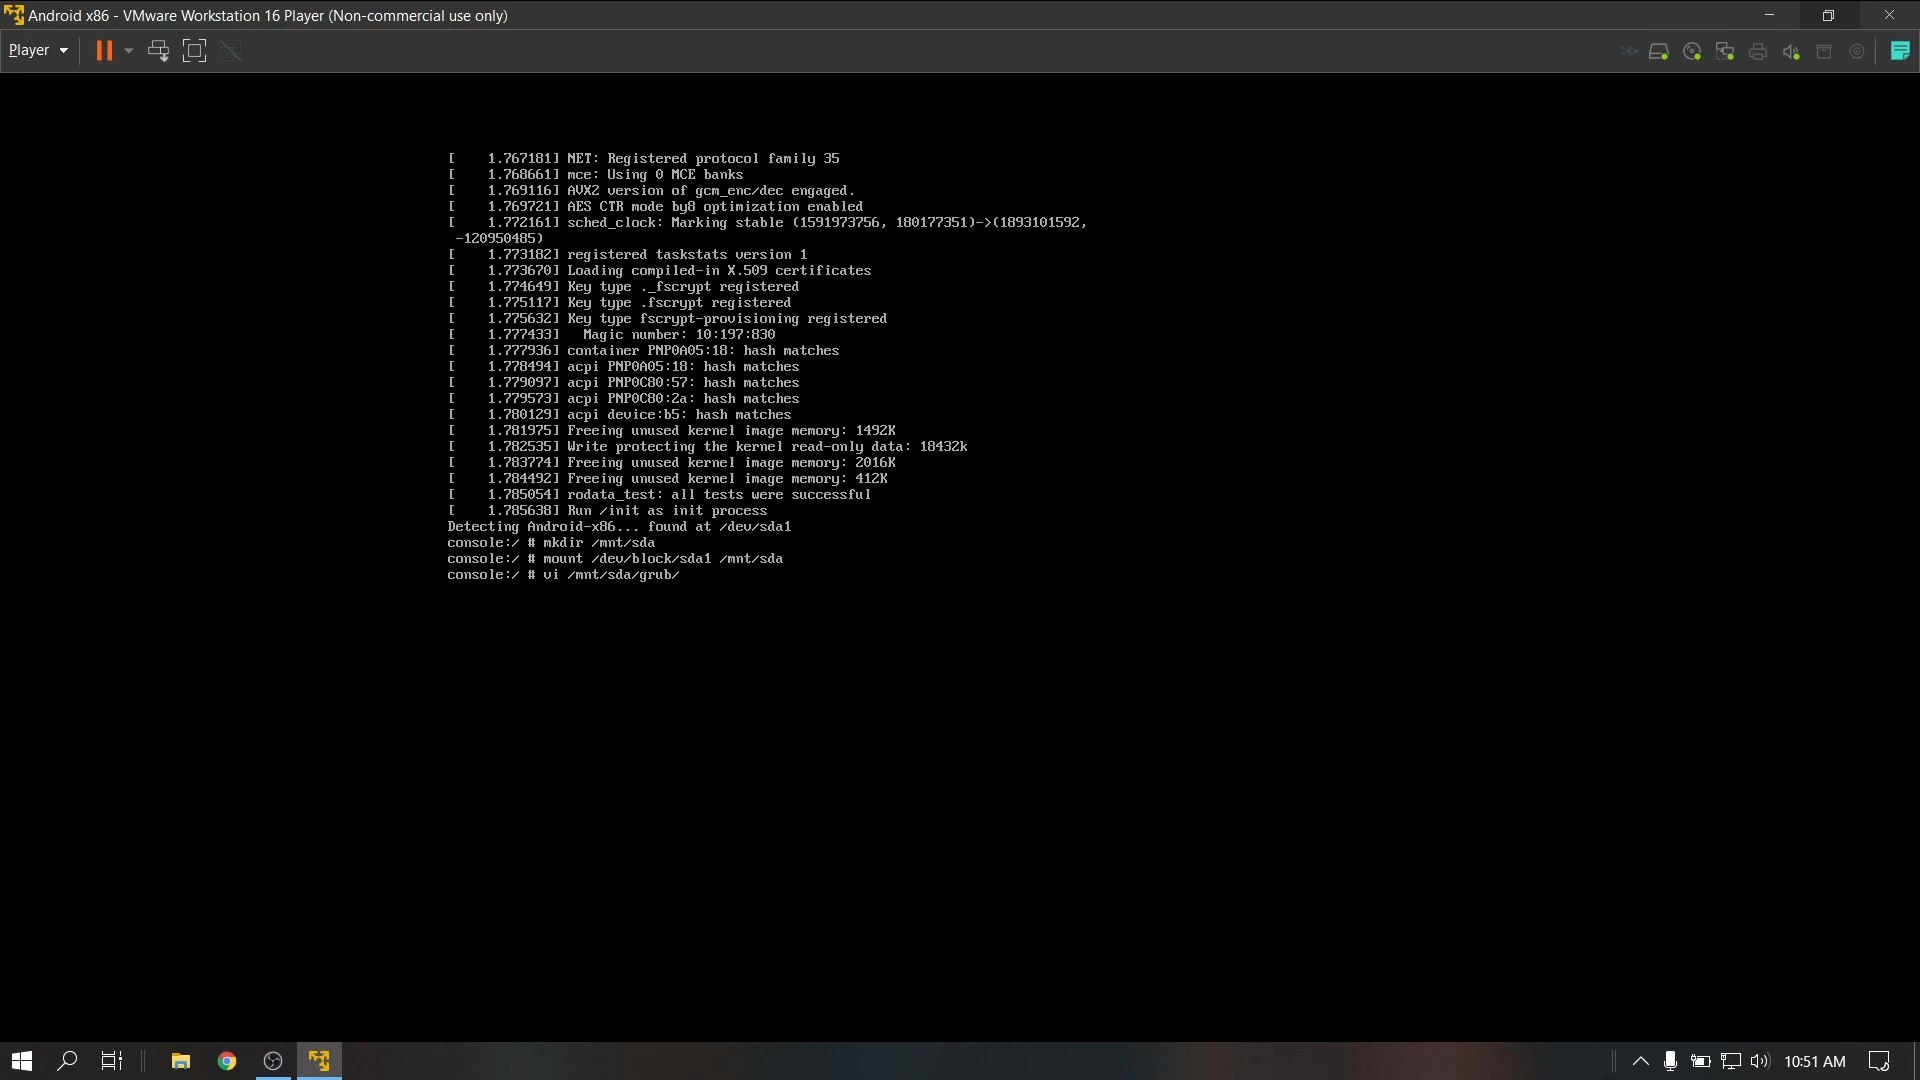 Android x86 - VMware Workstation 16 Player (Non-commercial use only)
Player
[    1.767181] NET: Registered protocol family 35
[    1.768661] mce: Using 0 MCE banks
[    1.769116] AVX2 version of gcm_enc/dec engaged.
[    1.769721] AES CTR mode by8 optimization enabled
[    1.772161] sched_clock: Marking stable (1591973756, 180177351)->(1893101592,
 -120950485)
[    1.773182] registered taskstats version 1
[    1.773670] Loading compiled-in X.509 certificates
[    1.774649] Key type ._fscrypt registered
[    1.775117] Key type .fscrypt registered
[    1.775632] Key type fscrypt-provisioning registered
[    1.777433]   Magic number: 10:197:830
[    1.777936] container PNP0A05:18: hash matches
[    1.778494] acpi PNP0A05:18: hash matches
[    1.779097] acpi PNP0C80:57: hash matches
[    1.779573] acpi PNP0C80:2a: hash matches
[    1.780129] acpi device:b5: hash matches
[    1.781975] Freeing unused kernel image memory: 1492K
[    1.782535] Write protecting the kernel read-only data: 18432k
[    1.783774] Freeing unused kernel image memory: 2016K
[    1.784492] Freeing unused kernel image memory: 412K
[    1.785054] rodata_test: all tests were successful
[    1.785638] Run /init as init process
Detecting Android-x86... found at /dev/sda1
console:/ # mkdir /mnt/sda
console:/ # mount /dev/block/sda1 /mnt/sda
console:/ # vi /mnt/sda/grub/
10:51 AM